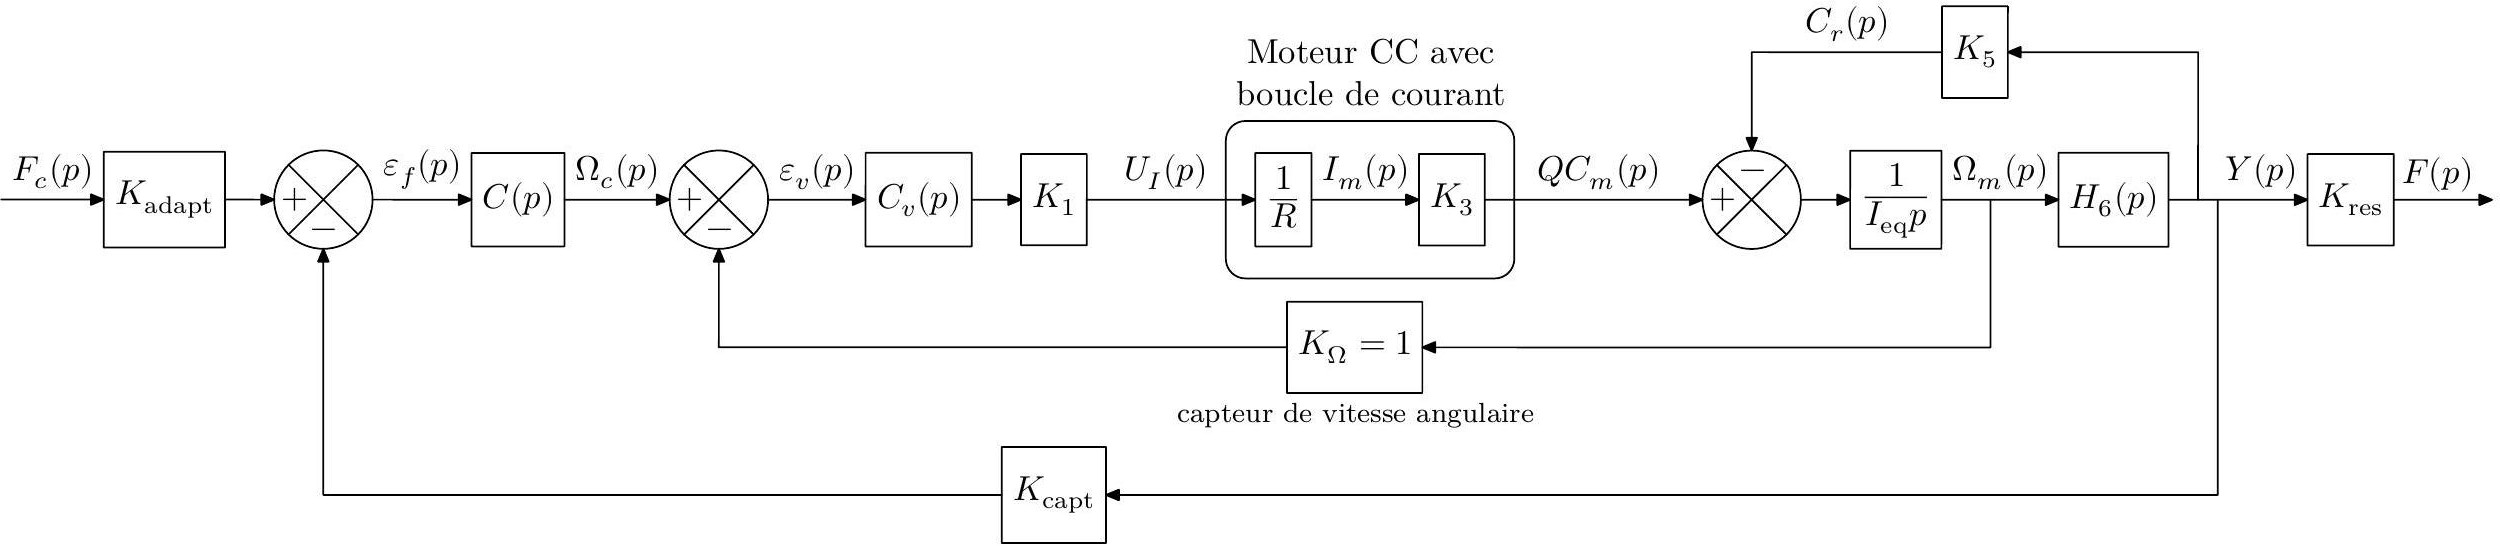 C_r(p)
K_5
Moteur CC avec
boucle de courant
F_c(p)
K_adapt
+
−
ε_f(p)
C(p)
Ω_c(p)
+
−
ε_v(p)
C_v(p)
K_1
U_I(p)
1/R
I_m(p)
K_3
QC_m(p)
+
−
1/(I_eq p)
Ω_m(p)
H_6(p)
Y(p)
K_res
F(p)
K_Ω = 1
capteur de vitesse angulaire
K_capt